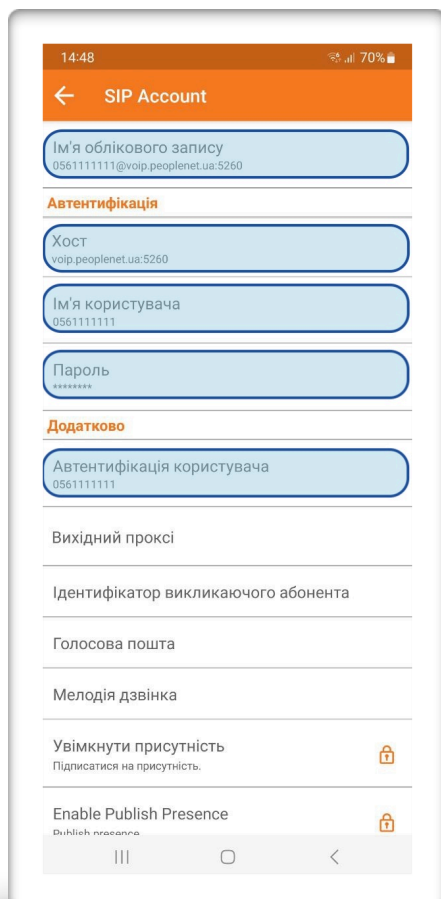 14:48
70%
SIP Account
Ім'я облікового запису
0561111111@voip.peoplenet.ua:5260
Автентифікація
Хост
voip.peoplenet.ua:5260
Ім'я користувача
0561111111
Пароль
********
Додатково
Автентифікація користувача
0561111111
Вихідний проксі
Ідентифікатор викликаючого абонента
Голосова пошта
Мелодія дзвінка
Увімкнути присутність
Підписатися на присутність.
Enable Publish Presence
Publish presence